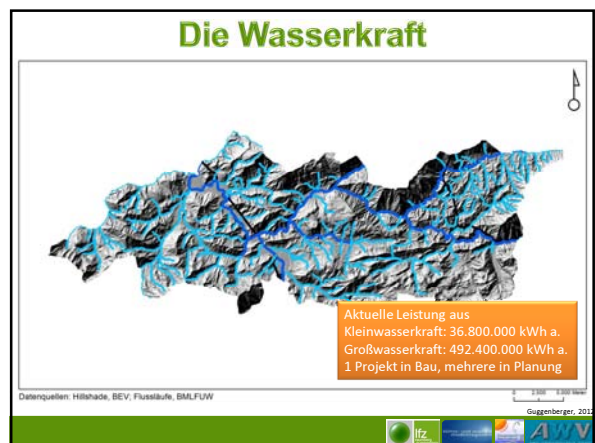 Die Wasserkraft
Aktuelle Leistung aus
Kleinwasserkraft: 36.800.000 kWh a.
Großwasserkraft: 492.400.000 kWh a.
1 Projekt in Bau, mehrere in Planung
Datenquellen: Hillshade, BEV; Flussläufe, BMLFUW
Guggenberger, 2012
lfz
AWV